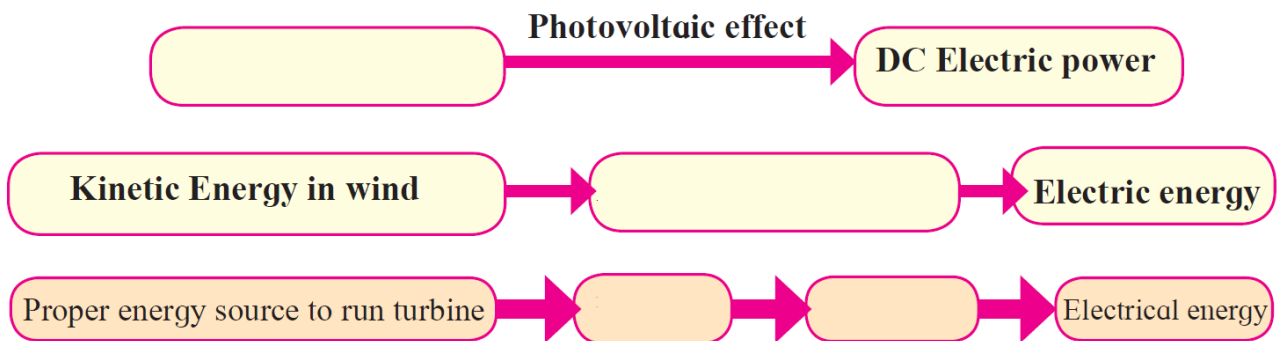 Photovoltaic effect
DC Electric power
Kinetic Energy in wind
Electric energy
Proper energy source to run turbine
Electrical energy